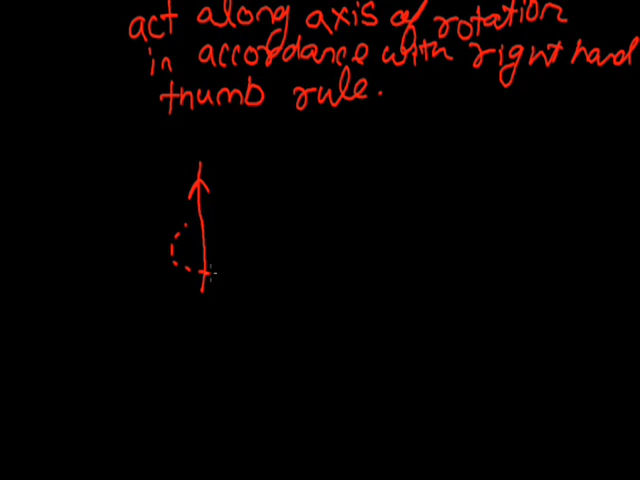 act along axis of rotation
in accordance with right hand
thumb rule.